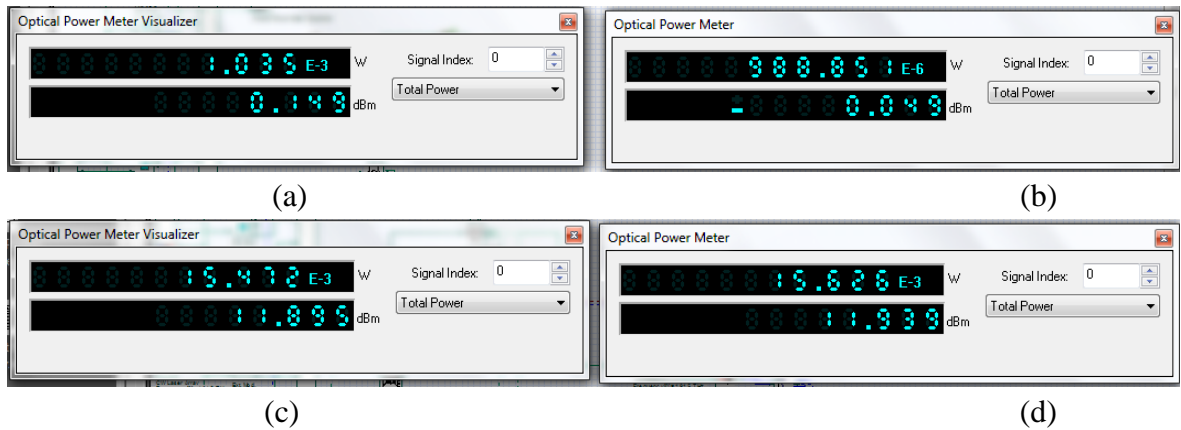 Optical Power Meter Visualizer
1.035 E-3 W
Signal Index: 0
0.149 dBm
Total Power
(a)
Optical Power Meter
988.851 E-6 W
Signal Index: 0
-0.049 dBm
Total Power
(b)
Optical Power Meter Visualizer
15.472 E-3 W
Signal Index: 0
11.895 dBm
Total Power
(c)
Optical Power Meter
15.626 E-3 W
Signal Index: 0
11.939 dBm
Total Power
(d)